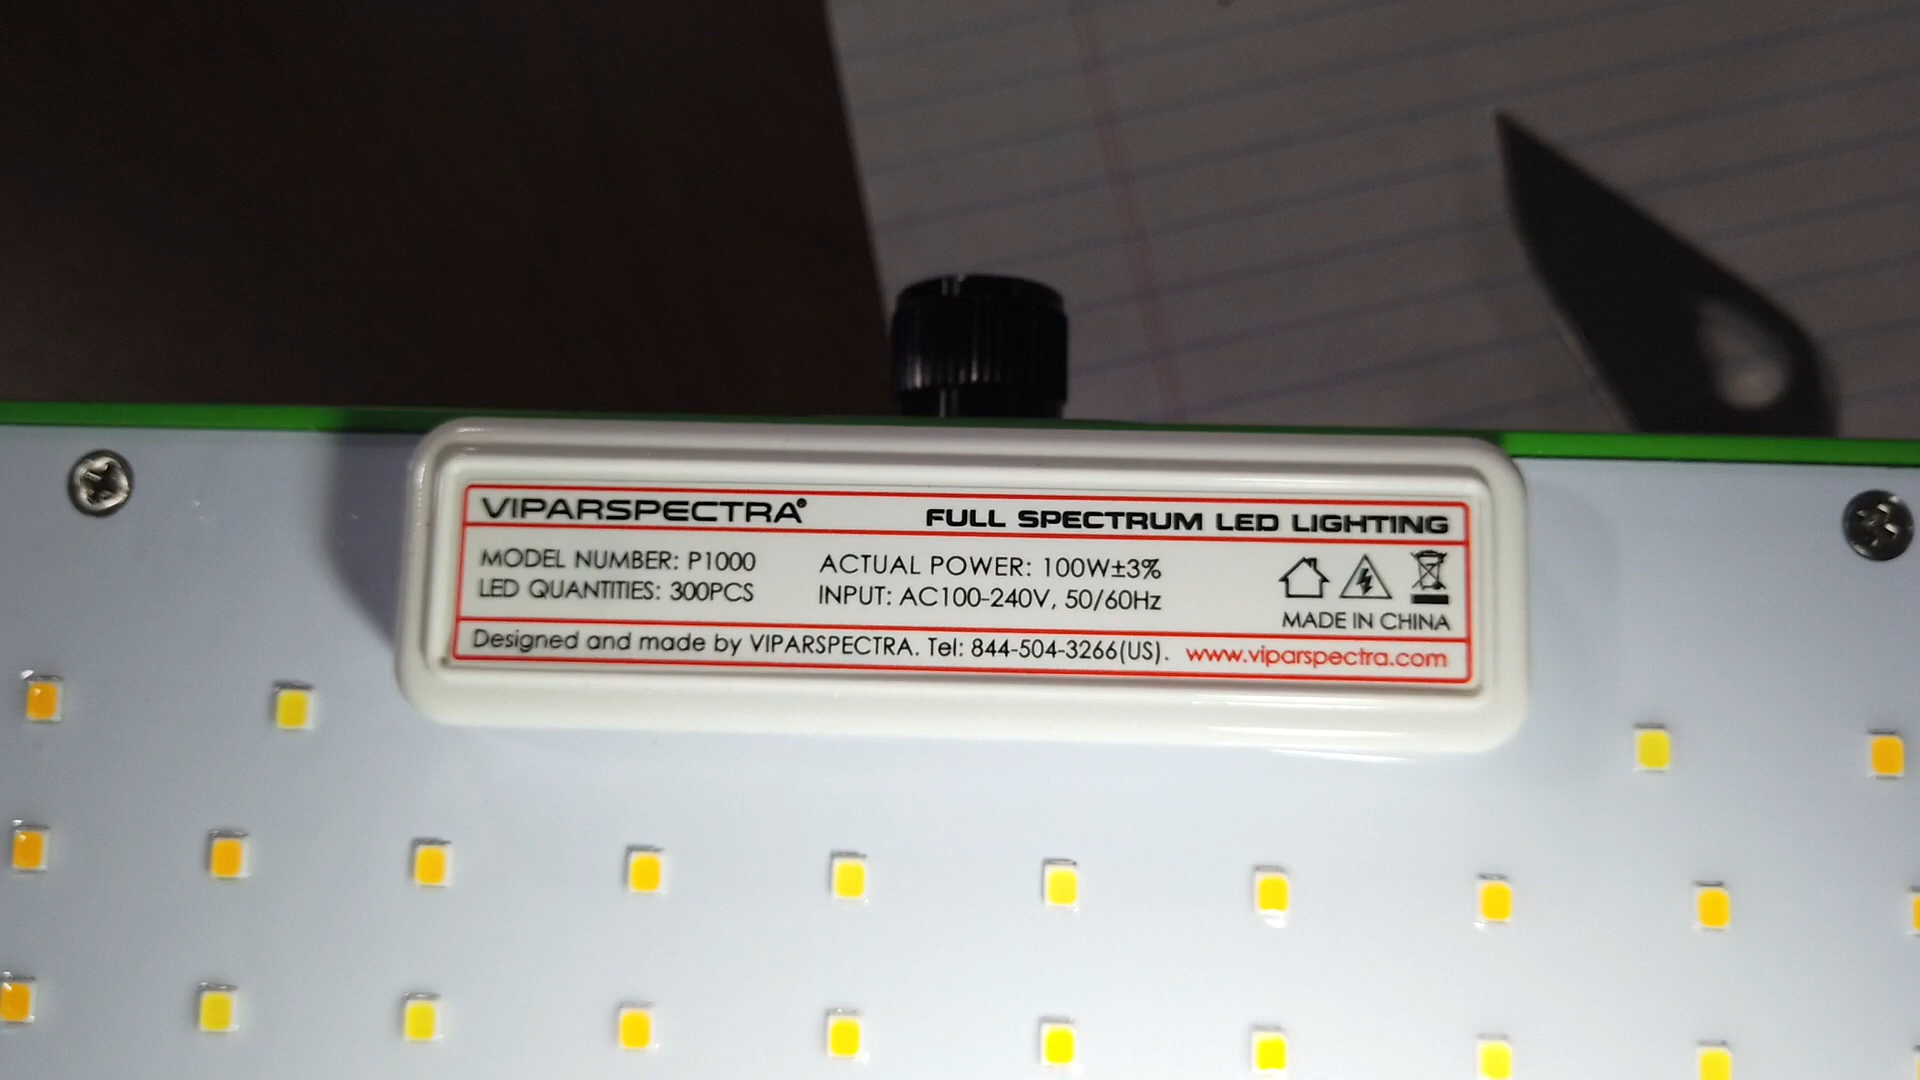 VIPARSPECTRA®
FULL SPECTRUM LED LIGHTING
MODEL NUMBER: P1000
LED QUANTITIES: 300PCS
ACTUAL POWER: 100W±3%
INPUT: AC100-240V, 50/60Hz
MADE IN CHINA
Designed and made by VIPARSPECTRA. Tel: 844-504-3266(US). www.viparspectra.com